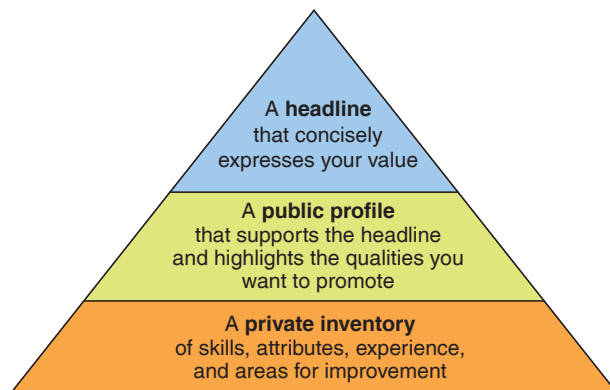 A headline
that concisely
expresses your value
A public profile
that supports the headline
and highlights the qualities you
want to promote
A private inventory
of skills, attributes, experience,
and areas for improvement